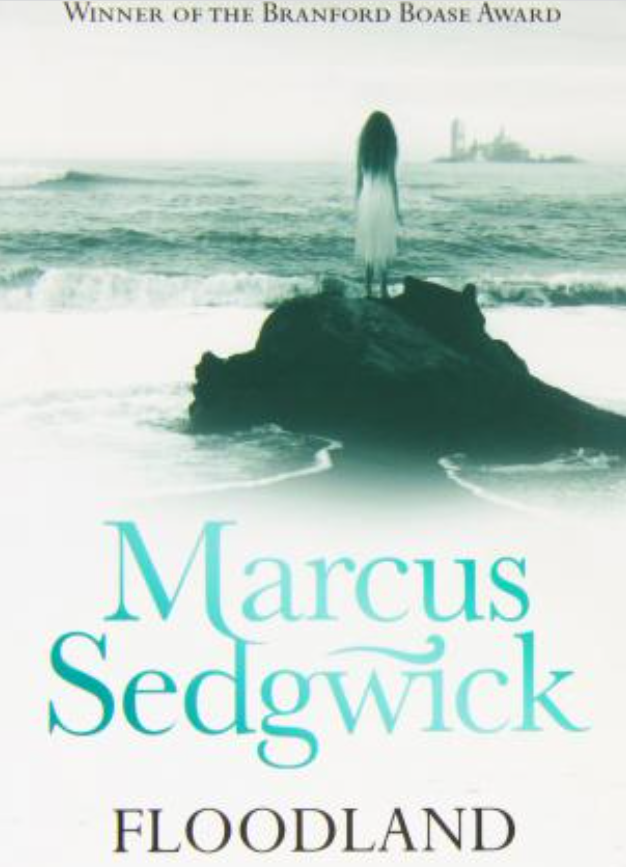 WINNER OF THE BRANFORD BOASE AWARD
Marcus
Sedgwick
FLOODLAND